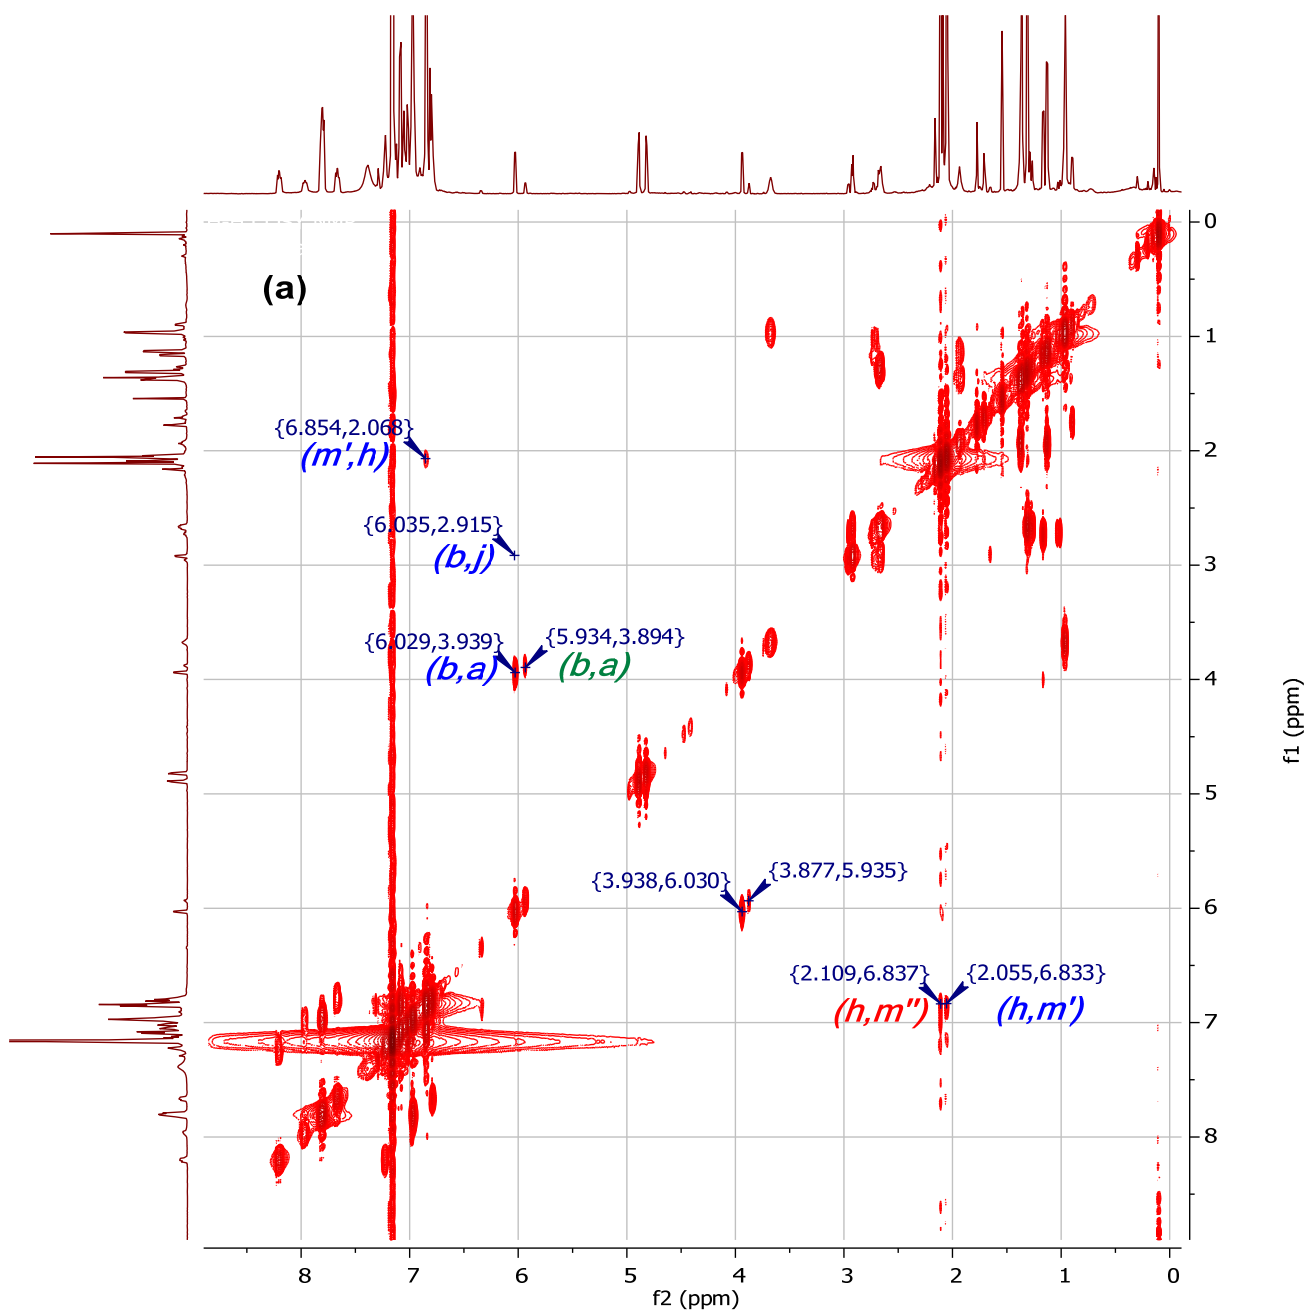 (a)
{6.854,2.068}
(m',h)
{6.035,2.915}
(b,j)
{6.029,3.939}
{5.934,3.894}
(b,a)
(b,a)
{3.938,6.030}
{3.877,5.935}
{2.109,6.837}
{2.055,6.833}
(h,m'')
(h,m')
0
1
2
3
4
5
6
7
8
f1 (ppm)
8 7 6 5 4 3 2 1 0
f2 (ppm)